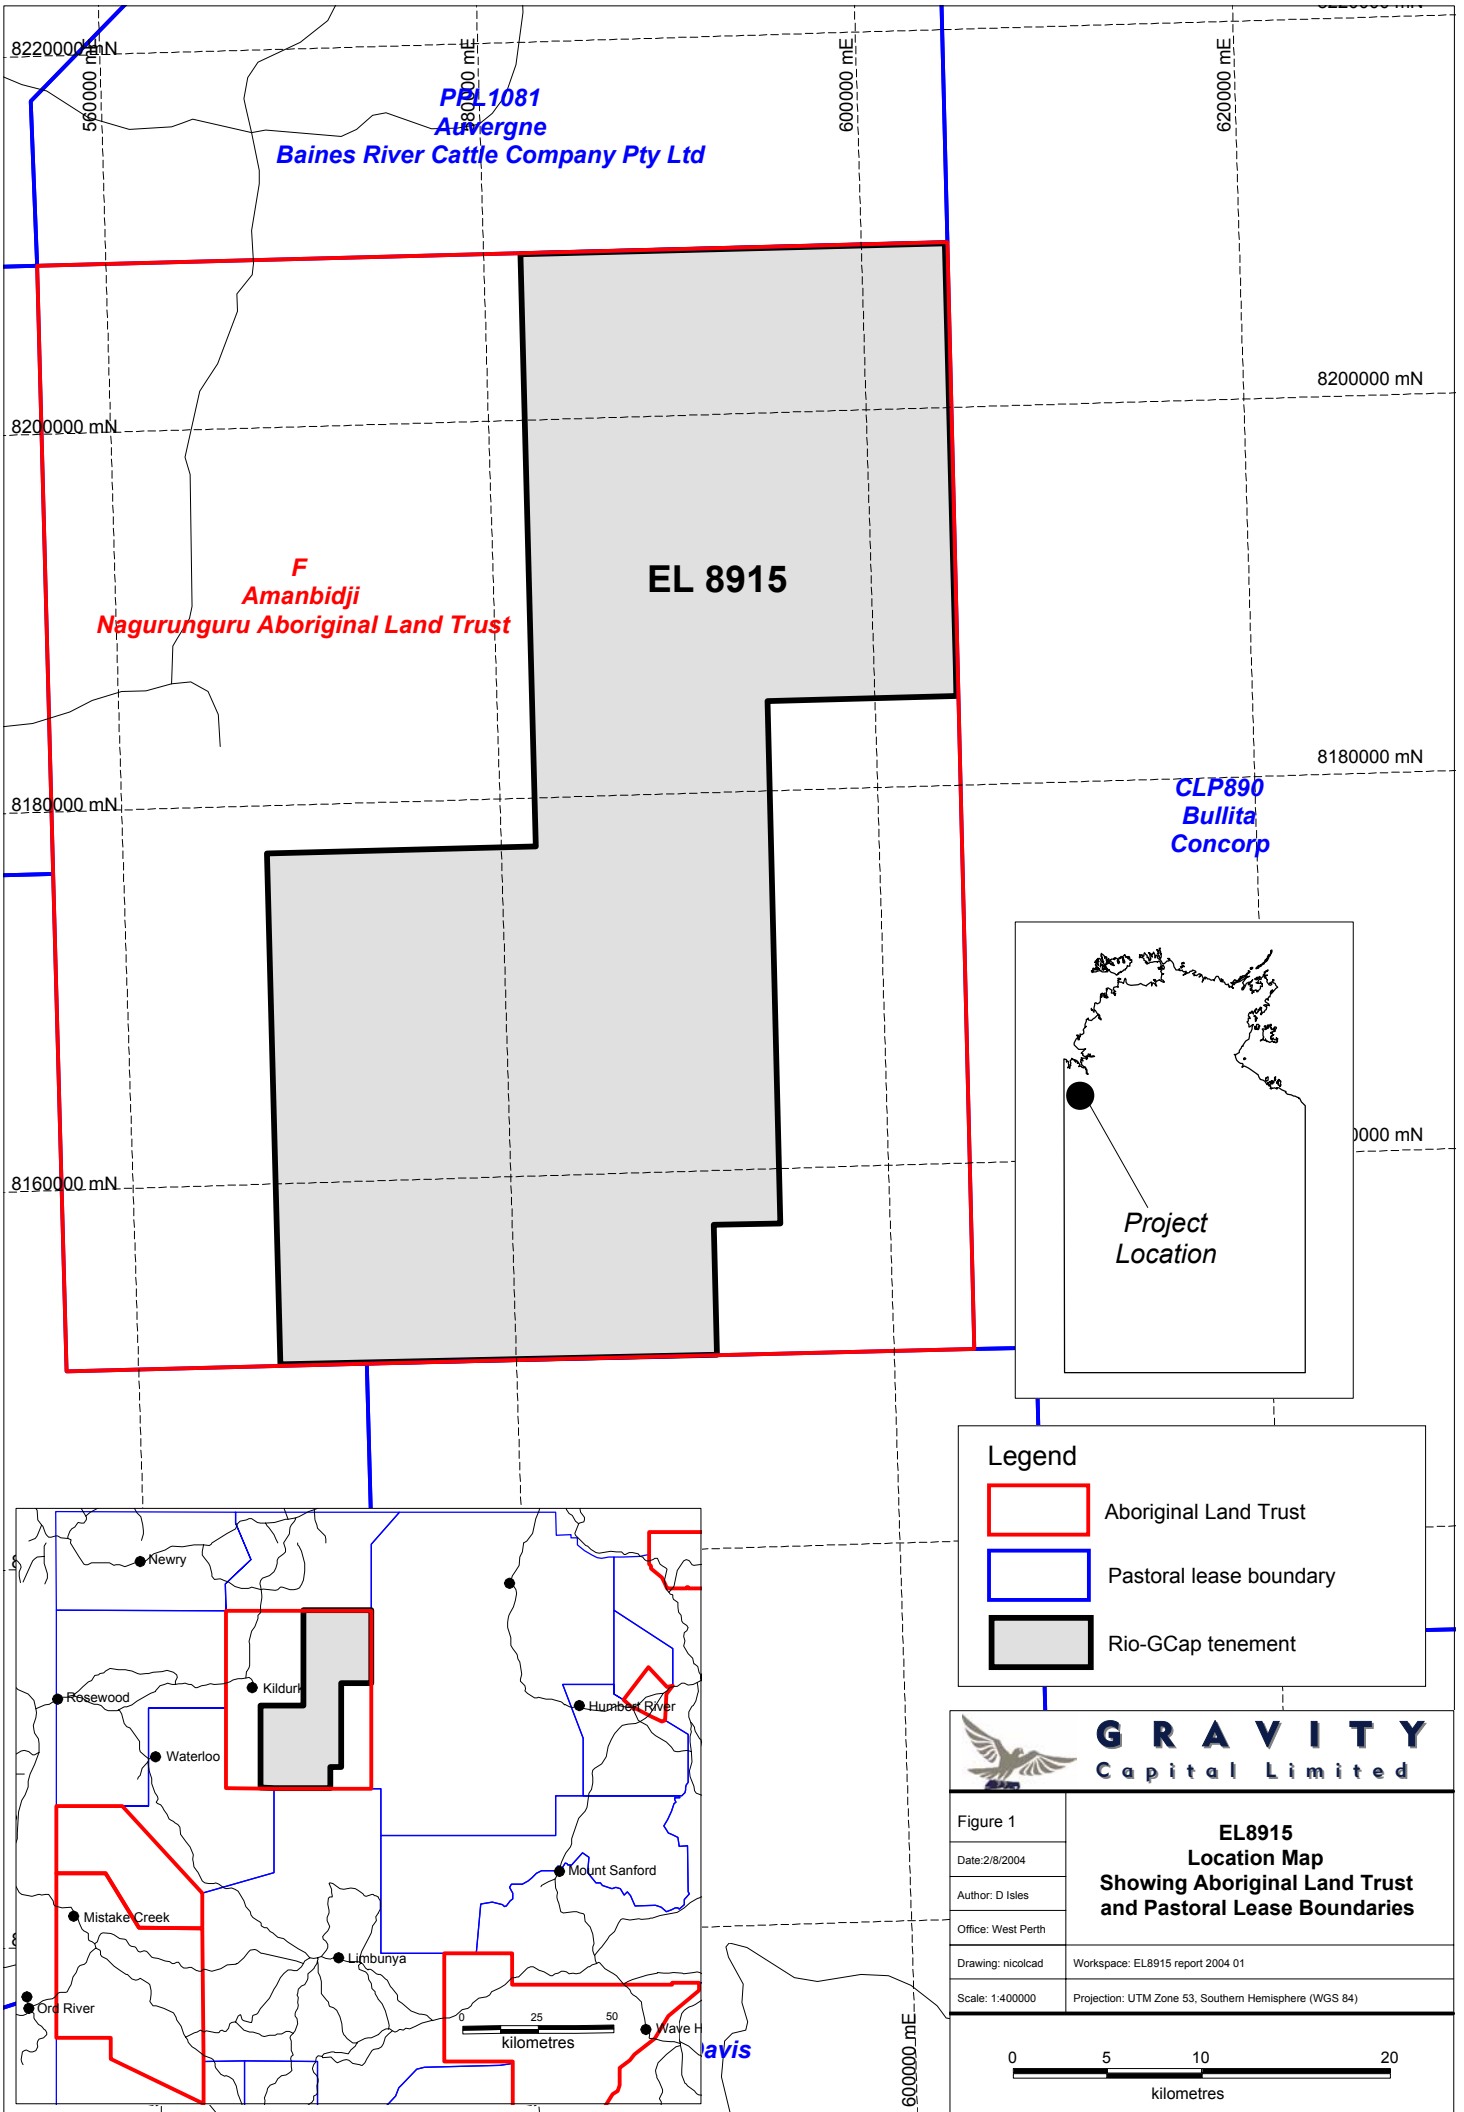 8220000 mN
560000 mE
580000 mE
600000 mE
620000 mE
PPL1081
Auvergne
Baines River Cattle Company Pty Ltd
8200000 mN
8200000 mN
EL 8915
F
Amanbidji
Nagurunguru Aboriginal Land Trust
8180000 mN
8180000 mN
CLP890
Bullita
Concorp
8160000 mN
0000 mN
Project
Location
Legend
Aboriginal Land Trust
Pastoral lease boundary
Rio-GCap tenement
Newry
Rosewood
Kildurk
Humbert River
Waterloo
Mount Sanford
Mistake Creek
Limbunya
Ord River
Wave H
0 25 50
kilometres
avis
600000 mE
GRAVITY
Capital Limited
Figure 1
Date:2/8/2004
Author: D Isles
Office: West Perth
Drawing: nicolcad
Scale: 1:400000
EL8915
Location Map
Showing Aboriginal Land Trust
and Pastoral Lease Boundaries
Workspace: EL8915 report 2004 01
Projection: UTM Zone 53, Southern Hemisphere (WGS 84)
0 5 10 20
kilometres